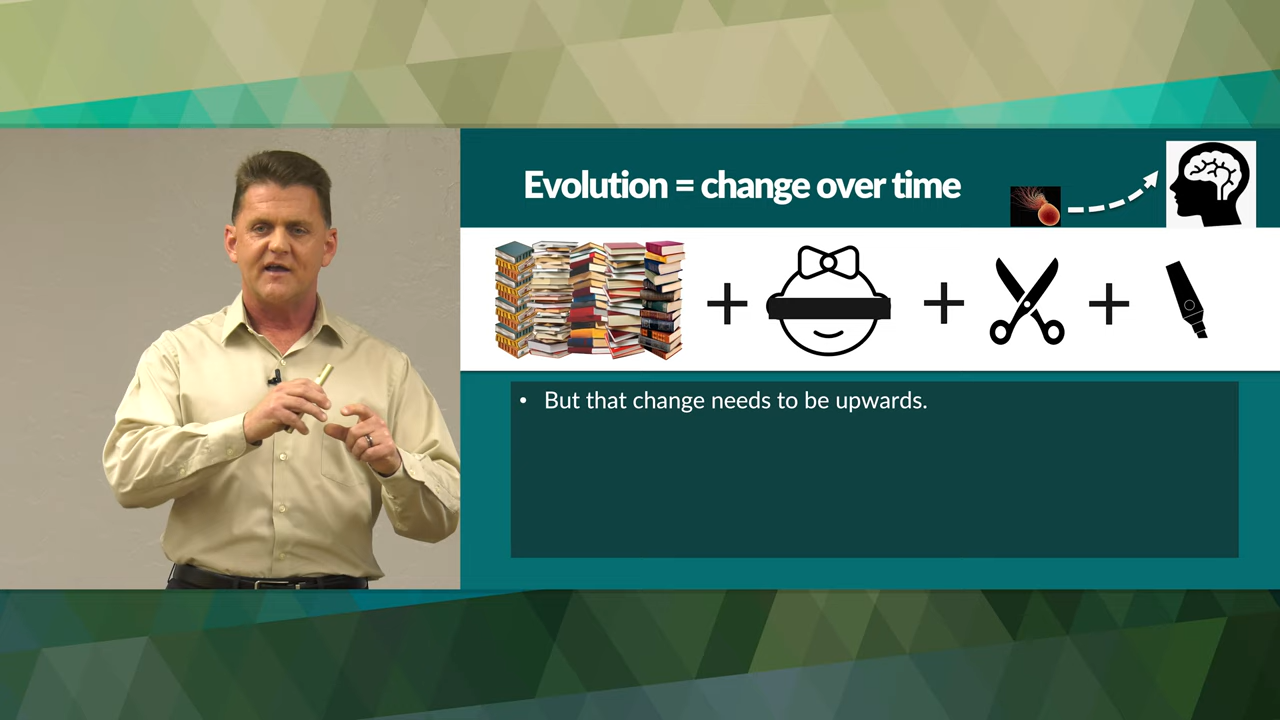 Evolution = change over time
• But that change needs to be upwards.